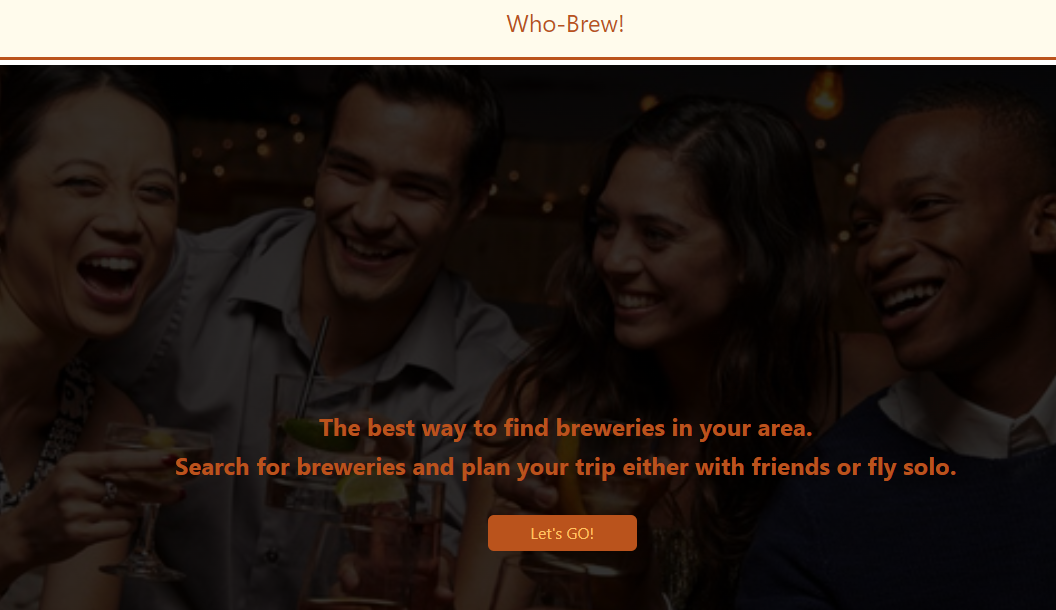 Who-Brew!
The best way to find breweries in your area.
Search for breweries and plan your trip either with friends or fly solo.
Let's GO!